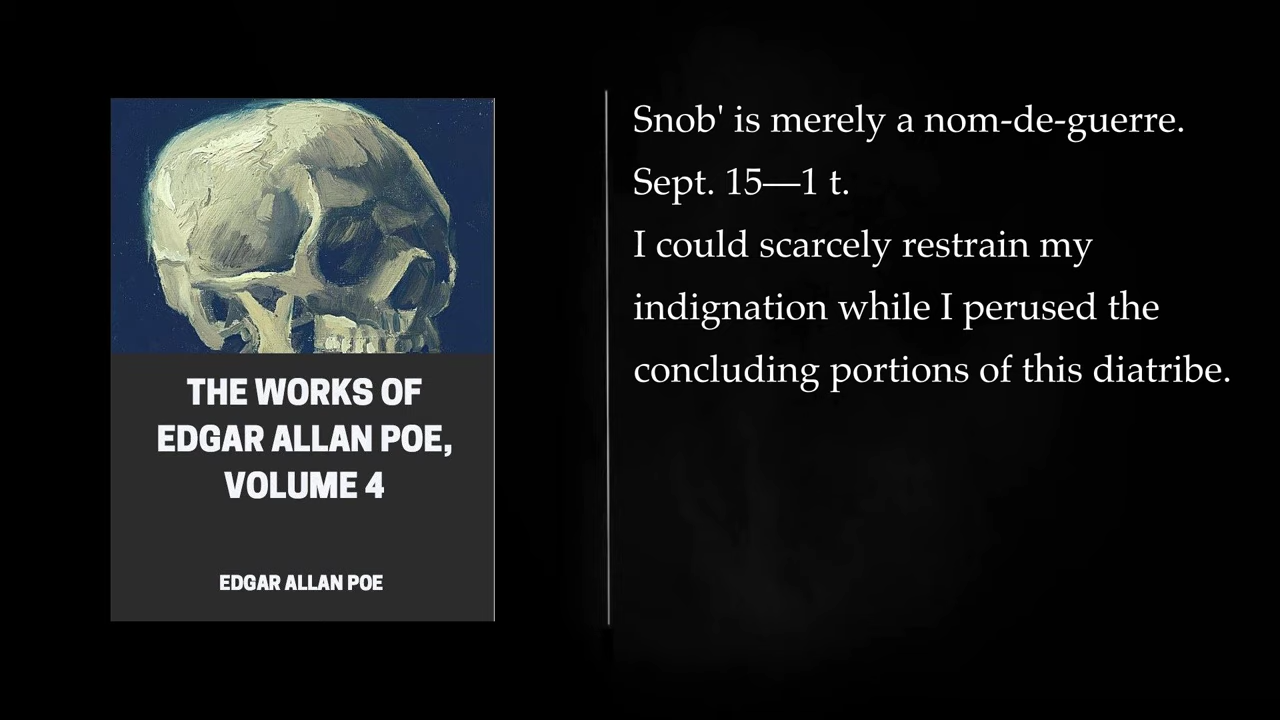 THE WORKS OF
EDGAR ALLAN POE,
VOLUME 4
EDGAR ALLAN POE
Snob' is merely a nom-de-guerre.
Sept. 15—1 t.
I could scarcely restrain my
indignation while I perused the
concluding portions of this diatribe.